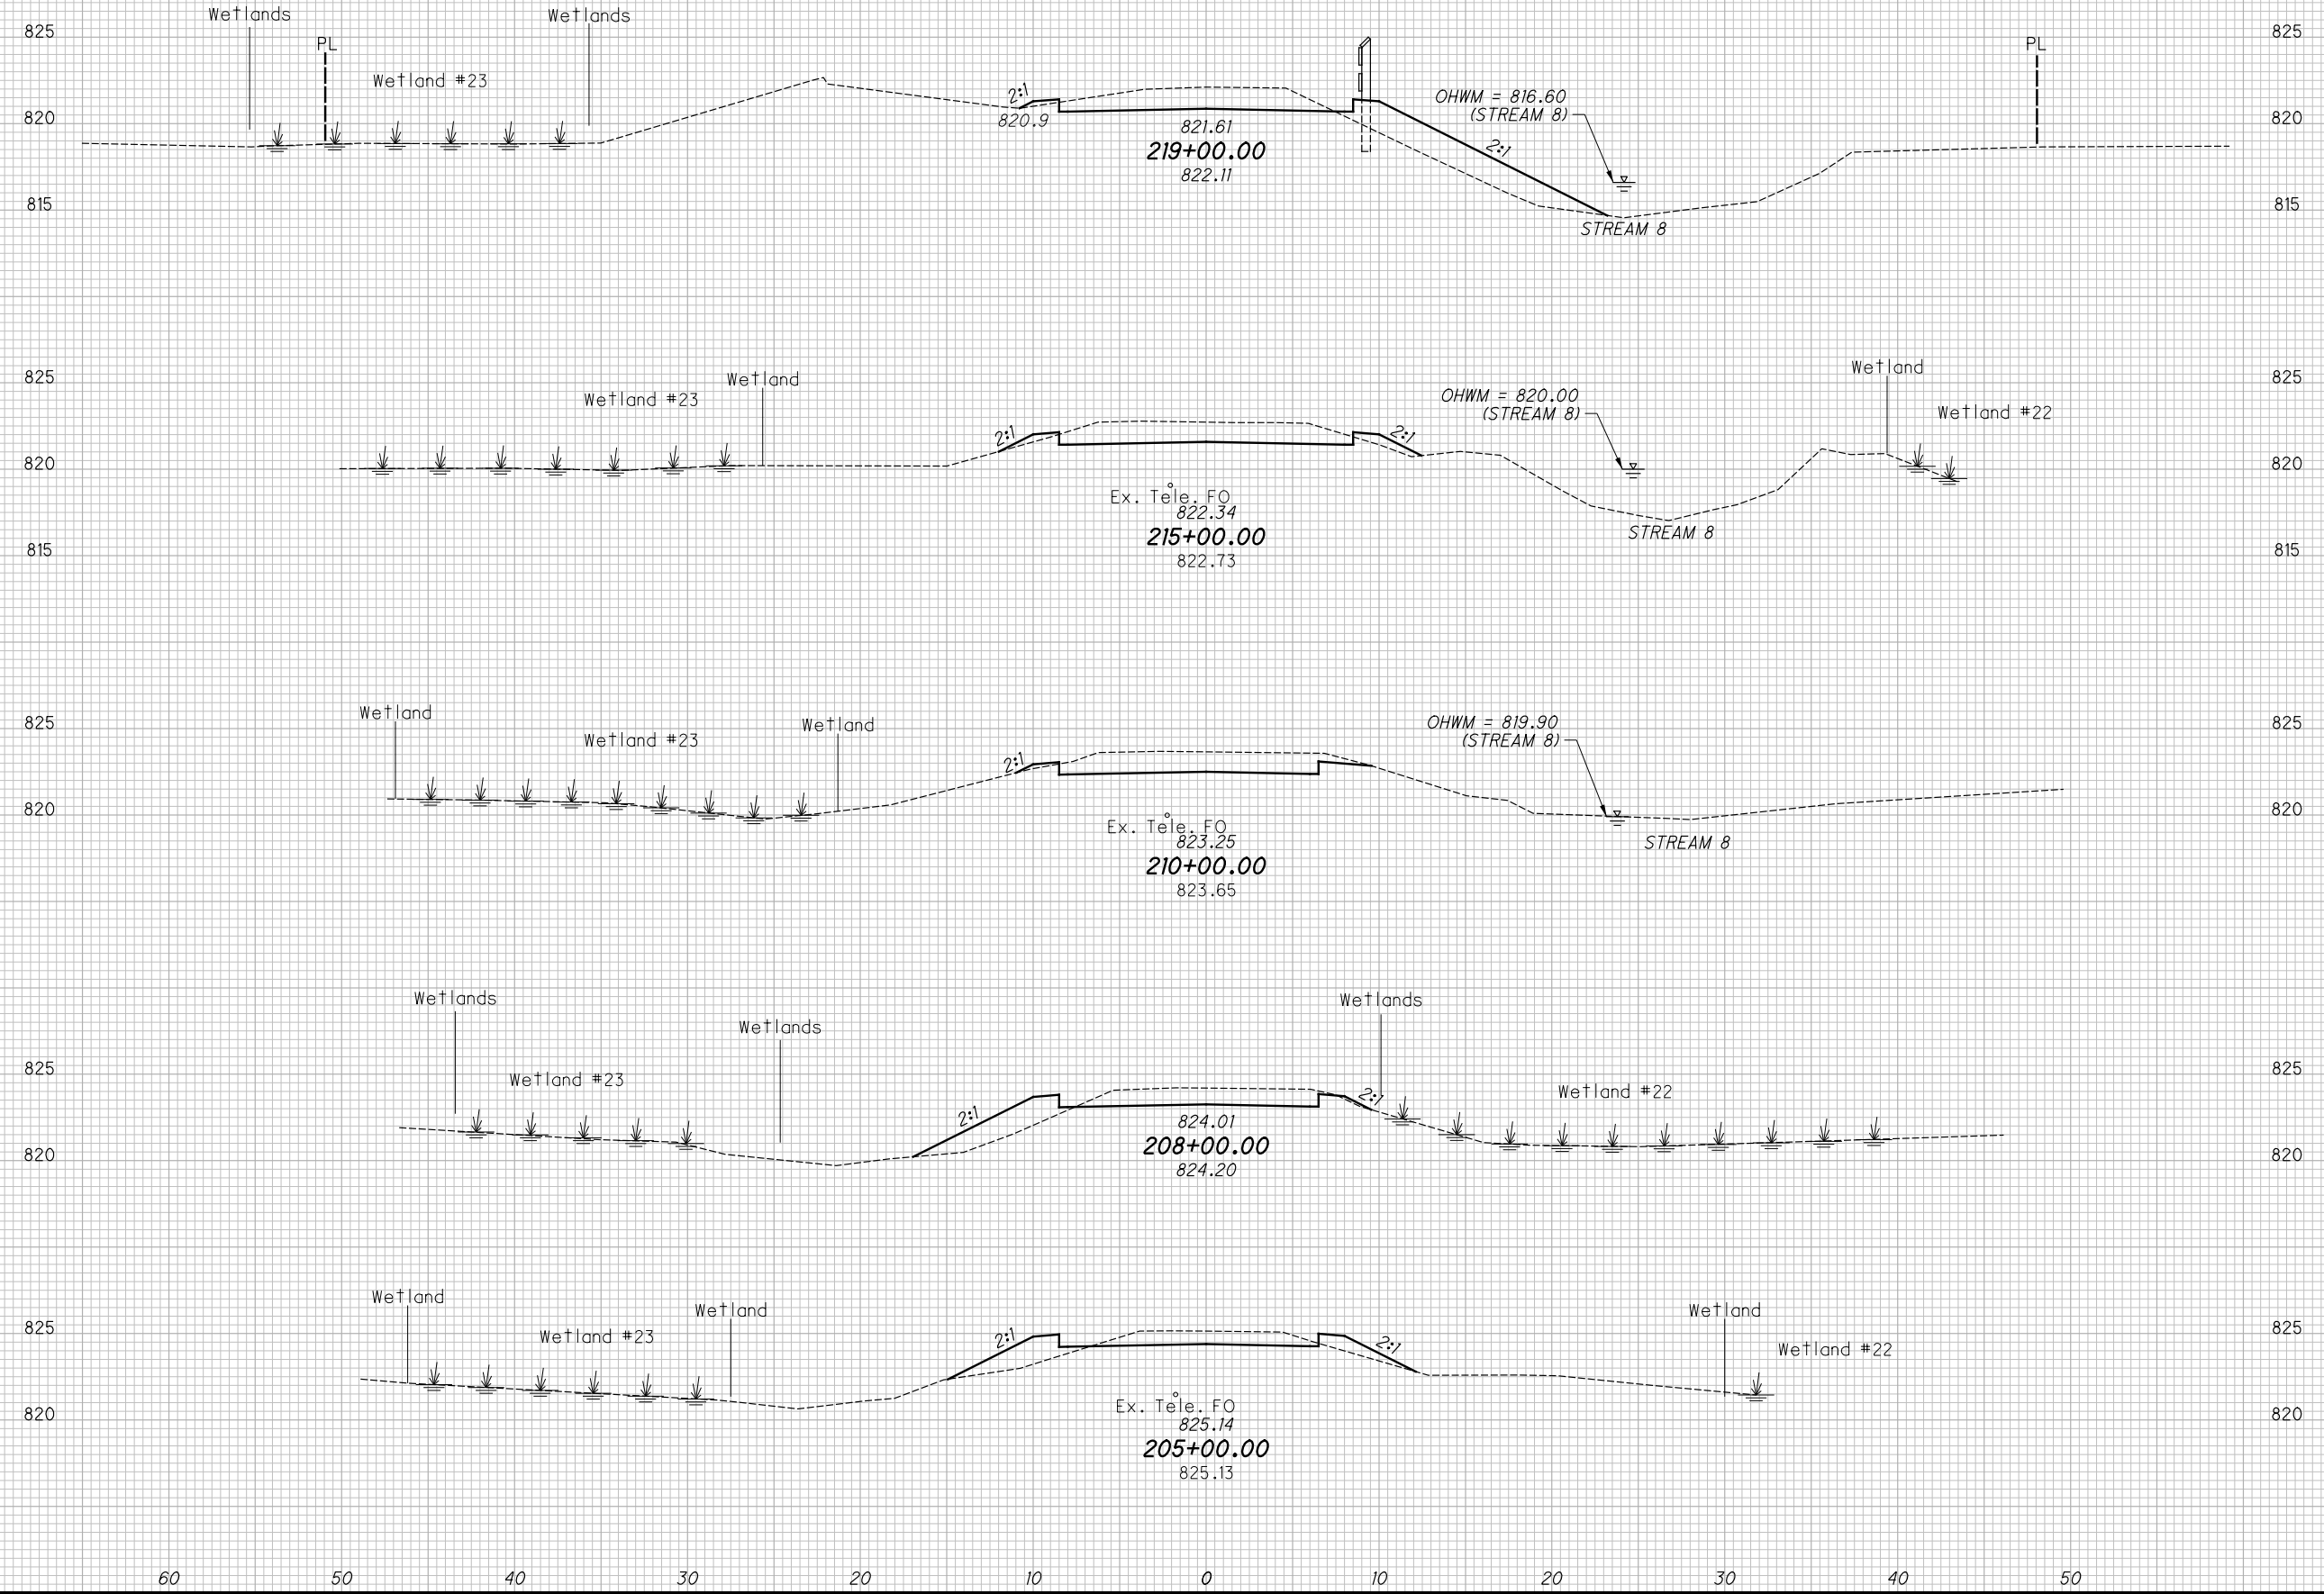 Wetlands
Wetlands
825
825
PL
PL
Wetland #23
2:1
OHWM = 816.60
(STREAM 8)
820
820
820.9
821.61
219+00.00
822.11
2:1
815
815
STREAM 8
Wetland
825
825
Wetland
Wetland #23
OHWM = 820.00
(STREAM 8)
Wetland #22
2:1
2:1
820
820
Ex. Tele. FO
822.34
215+00.00
822.73
STREAM 8
815
815
Wetland
Wetland
825
825
OHWM = 819.90
(STREAM 8)
Wetland #23
2:1
820
820
Ex. Tele. FO
823.25
210+00.00
823.65
STREAM 8
Wetlands
Wetlands
Wetlands
825
825
Wetland #23
Wetland #22
2:1
2:1
824.01
208+00.00
824.20
820
820
Wetland
Wetland
Wetland
825
825
Wetland #23
2:1
2:1
Wetland #22
820
820
Ex. Tele. FO
825.14
205+00.00
825.13
60 50 40 30 20 10 0 10 20 30 40 50